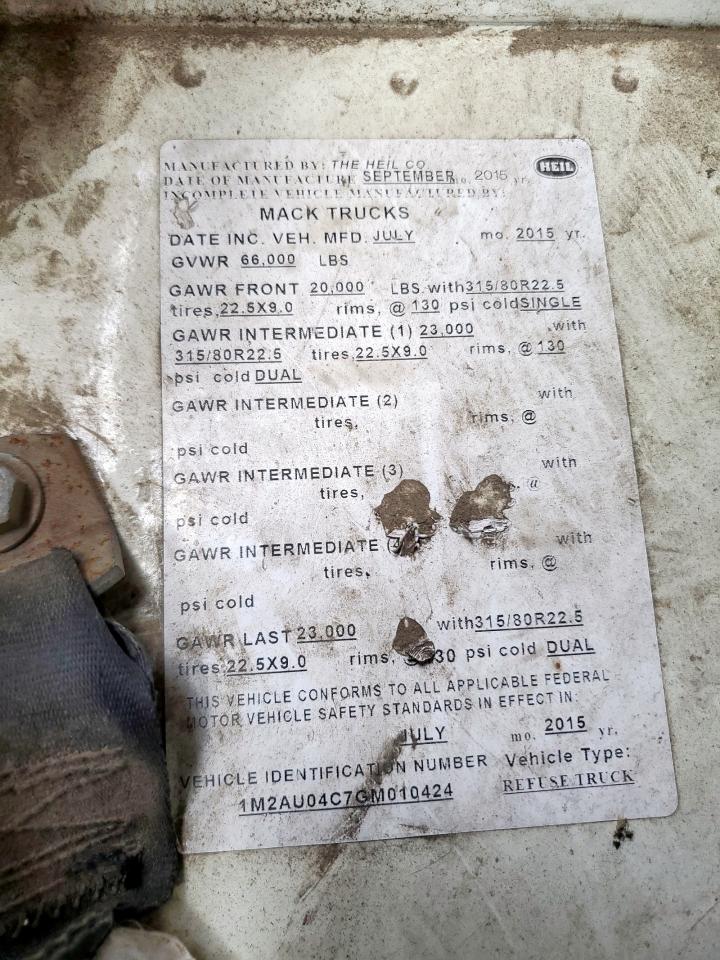 MANUFACTURED BY: THE HEIL CO
HEIL
DATE OF MANUFACTURE SEPTEMBER mo. 2015 yr.
INCOMPLETE VEHICLE MANUFACTURED BY:
MACK TRUCKS
DATE INC. VEH. MFD. JULY mo. 2015 yr.
GVWR 66,000 LBS
GAWR FRONT 20,000 LBS with 315/80R22.5
tires, 22.5X9.0 rims, @ 130 psi cold SINGLE
GAWR INTERMEDIATE (1) 23,000 with
315/80R22.5 tires, 22.5X9.0 rims, @ 130
psi cold DUAL
GAWR INTERMEDIATE (2) with
tires, rims, @
psi cold
GAWR INTERMEDIATE (3) with
tires, @
psi cold
GAWR INTERMEDIATE with
tires, rims, @
psi cold
GAWR LAST 23,000 with 315/80R22.5
tires, 22.5X9.0 rims, 30 psi cold DUAL
THIS VEHICLE CONFORMS TO ALL APPLICABLE FEDERAL
MOTOR VEHICLE SAFETY STANDARDS IN EFFECT IN:
JULY mo. 2015 yr.
VEHICLE IDENTIFICATION NUMBER Vehicle Type:
1M2AU04C7GM010424 REFUSE TRUCK